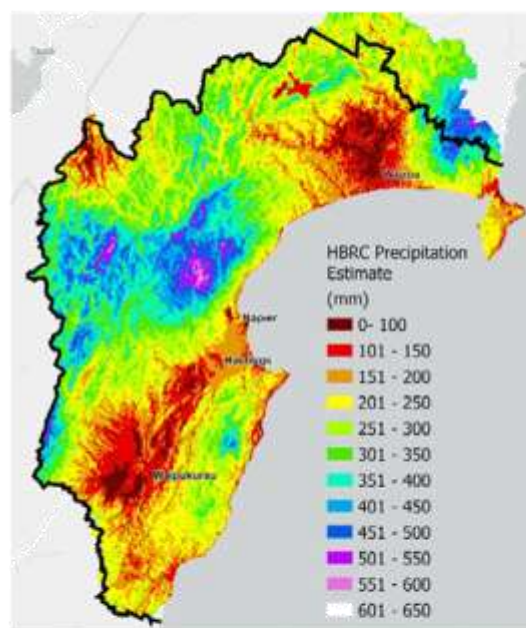 Wairoa
HBRC Precipitation
Estimate
(mm)
0- 100
101 - 150
151 - 200
201 - 250
251 - 300
301 - 350
351 - 400
401 - 450
451 - 500
501 - 550
551 - 600
601 - 650
Napier
Hastings
Waipukurau